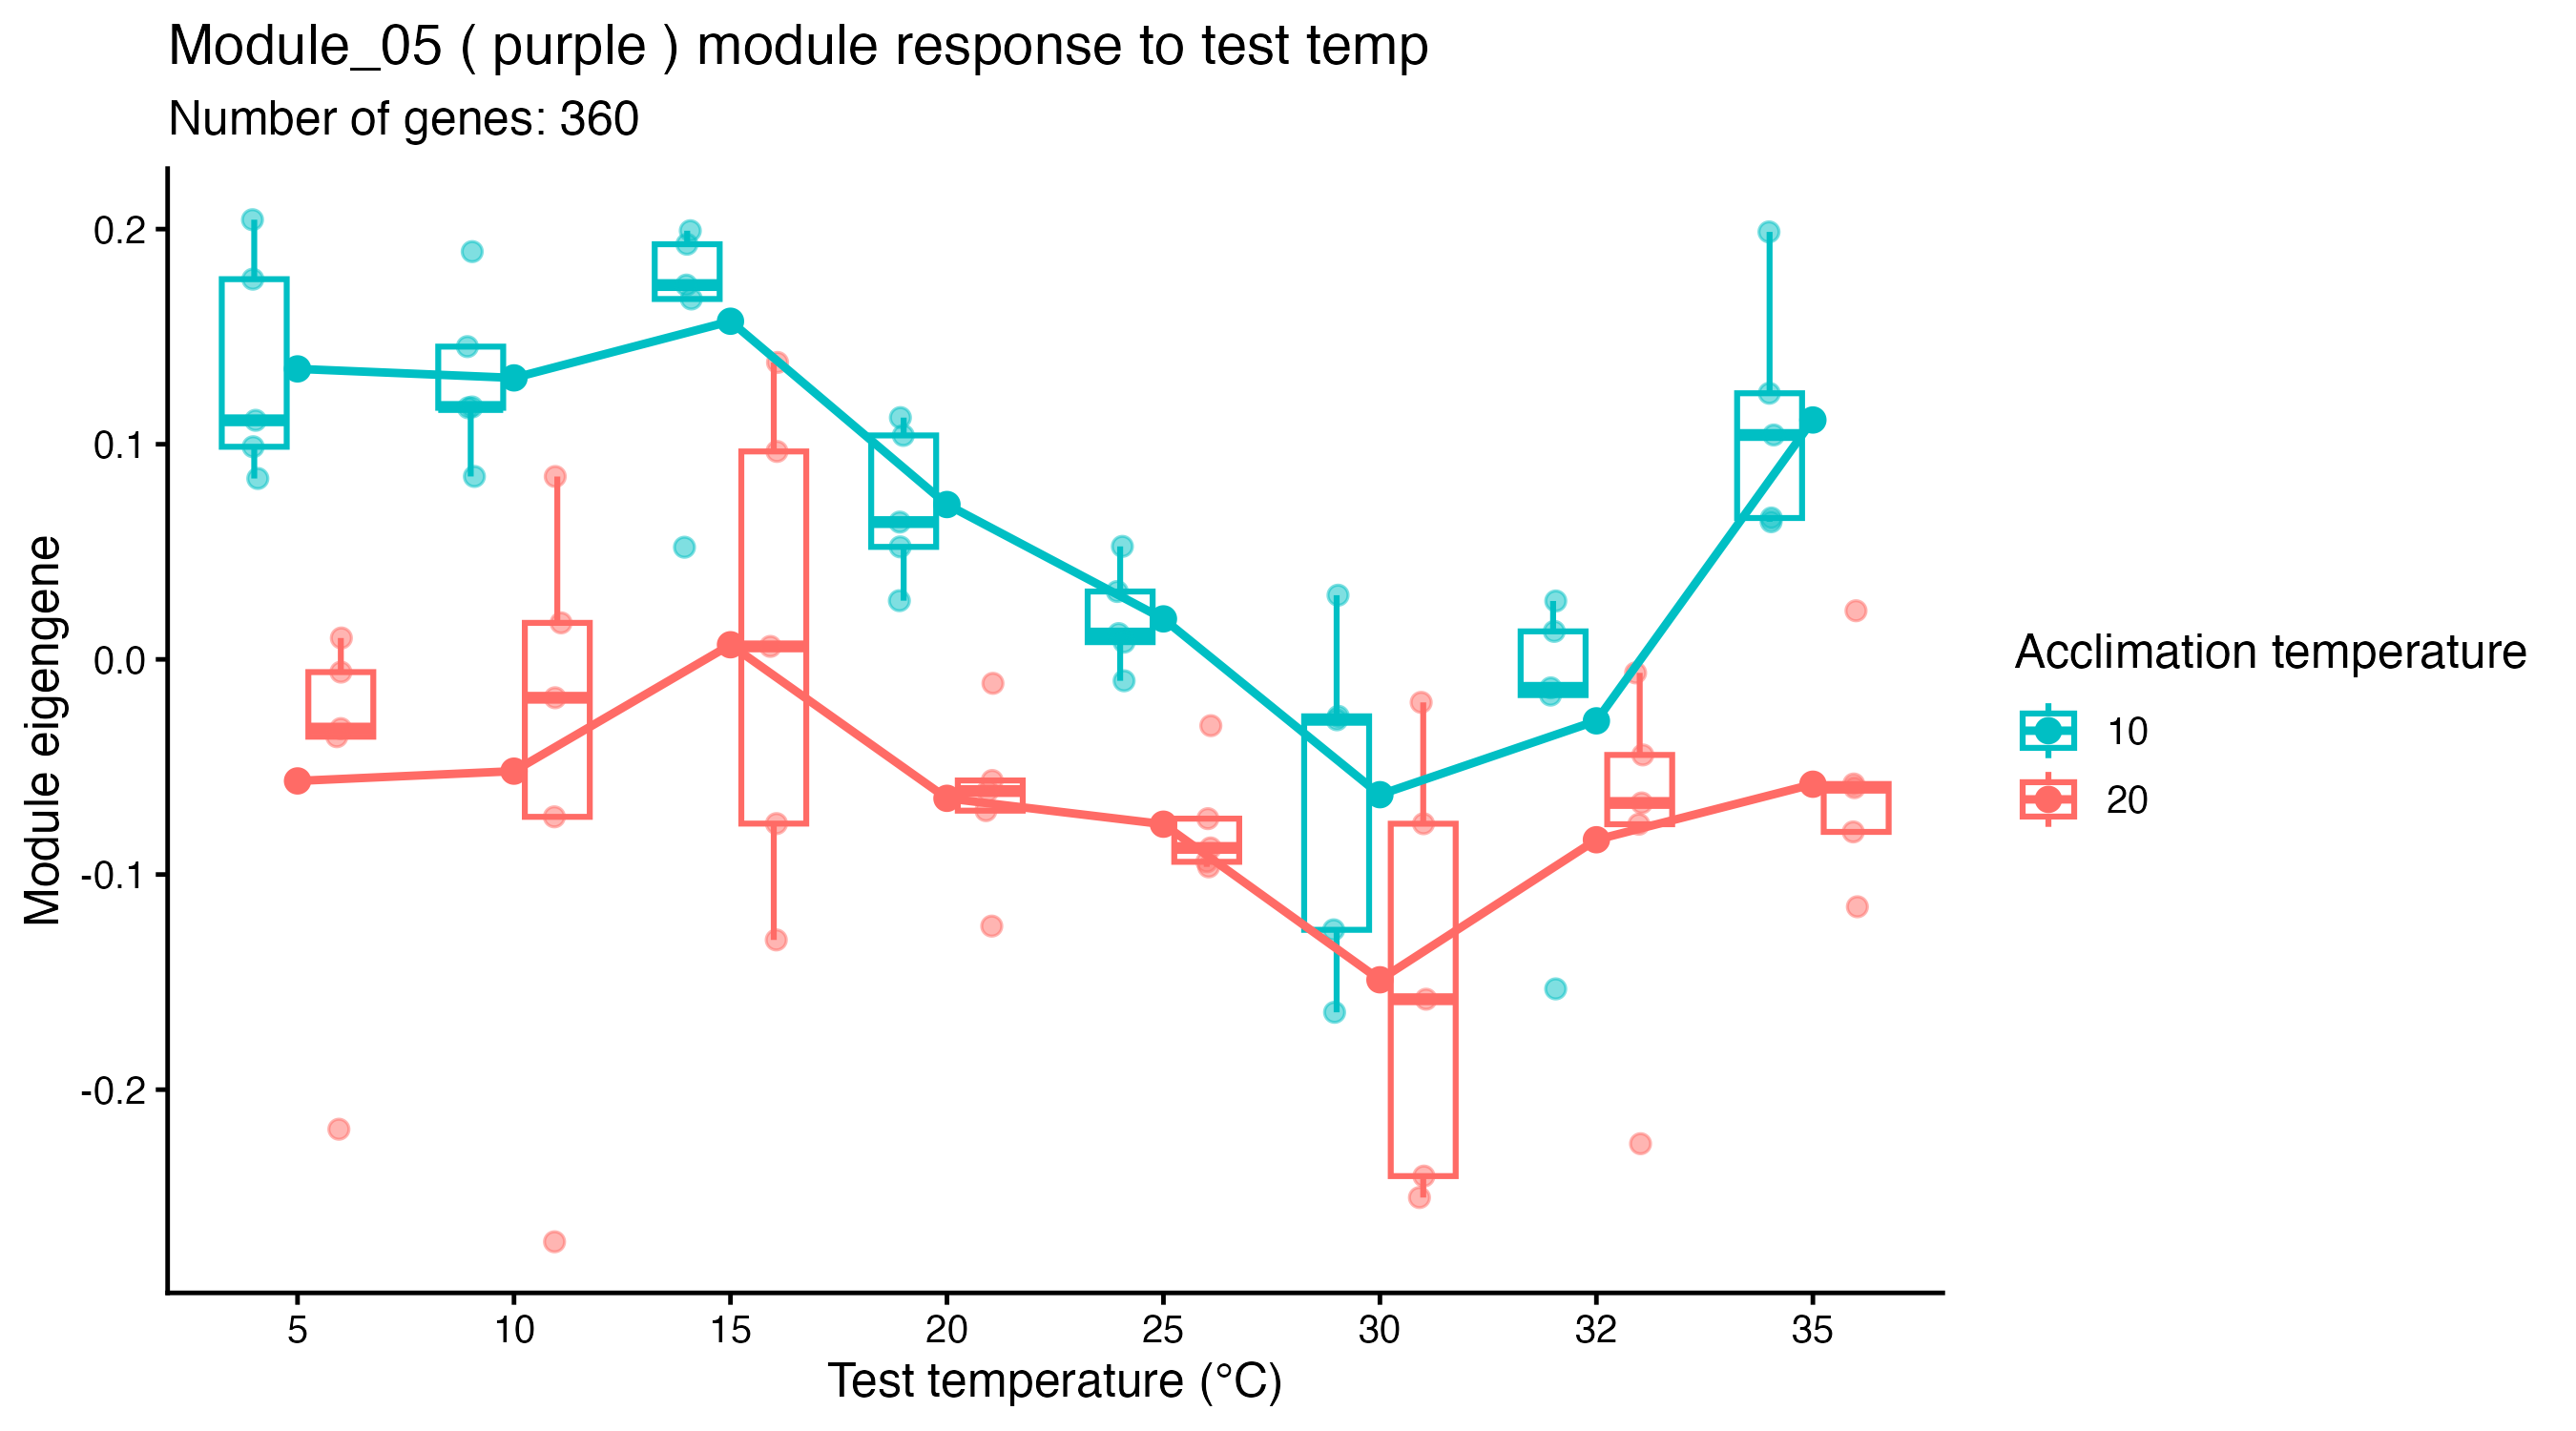 Module_05 ( purple ) module response to test temp
Number of genes: 360
Module eigengene
0.2
0.1
0.0
-0.1
-0.2
5 10 15 20 25 30 32 35
Test temperature (°C)
Acclimation temperature
10
20